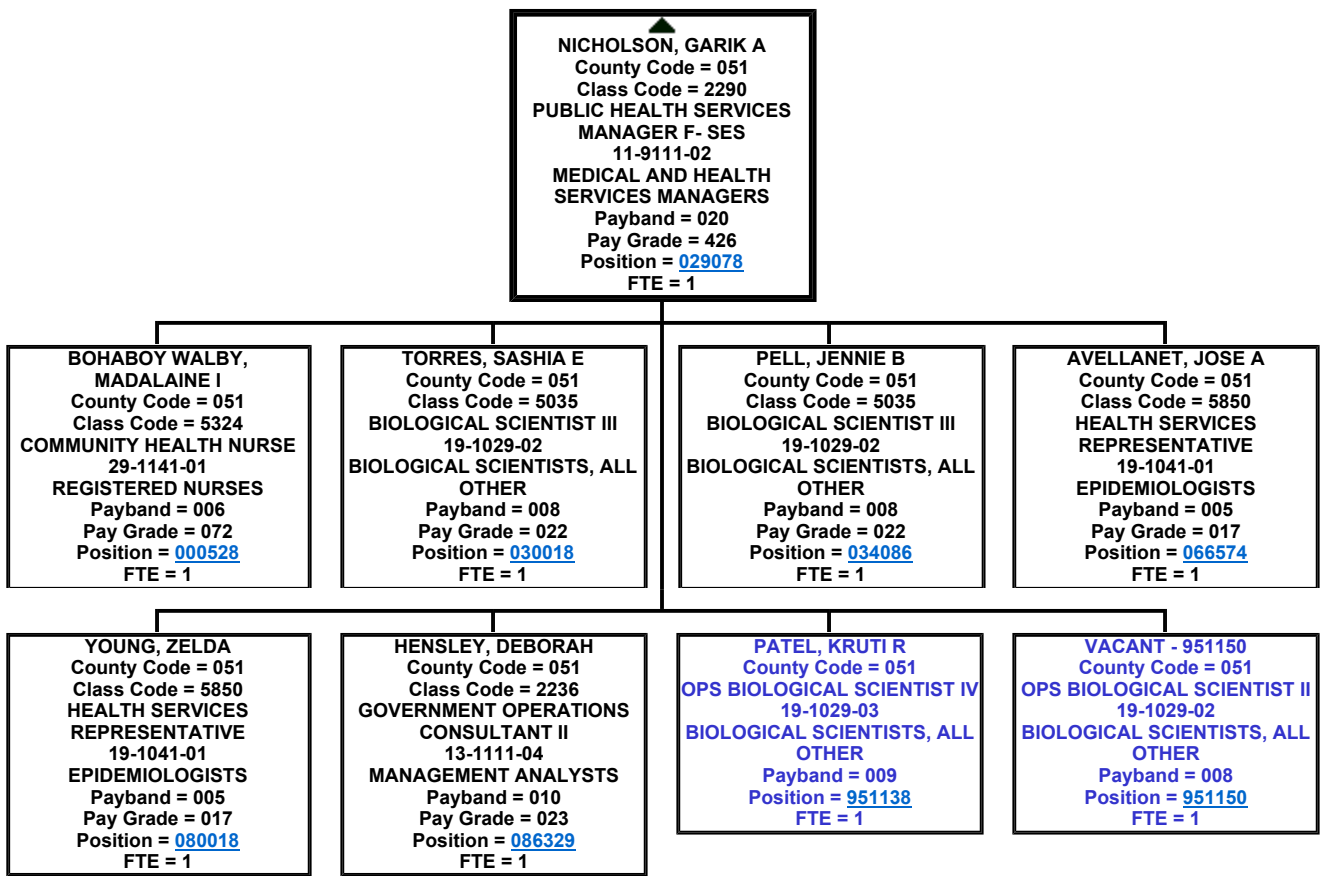 NICHOLSON, GARIK A
County Code = 051
Class Code = 2290
PUBLIC HEALTH SERVICES
MANAGER F- SES
11-9111-02
MEDICAL AND HEALTH
SERVICES MANAGERS
Payband = 020
Pay Grade = 426
Position = 029078
FTE = 1
BOHABOY WALBY,
MADALAINE I
County Code = 051
Class Code = 5324
COMMUNITY HEALTH NURSE
29-1141-01
REGISTERED NURSES
Payband = 006
Pay Grade = 072
Position = 000528
FTE = 1
TORRES, SASHIA E
County Code = 051
Class Code = 5035
BIOLOGICAL SCIENTIST III
19-1029-02
BIOLOGICAL SCIENTISTS, ALL
OTHER
Payband = 008
Pay Grade = 022
Position = 030018
FTE = 1
PELL, JENNIE B
County Code = 051
Class Code = 5035
BIOLOGICAL SCIENTIST III
19-1029-02
BIOLOGICAL SCIENTISTS, ALL
OTHER
Payband = 008
Pay Grade = 022
Position = 034086
FTE = 1
AVELLANET, JOSE A
County Code = 051
Class Code = 5850
HEALTH SERVICES
REPRESENTATIVE
19-1041-01
EPIDEMIOLOGISTS
Payband = 005
Pay Grade = 017
Position = 066574
FTE = 1
YOUNG, ZELDA
County Code = 051
Class Code = 5850
HEALTH SERVICES
REPRESENTATIVE
19-1041-01
EPIDEMIOLOGISTS
Payband = 005
Pay Grade = 017
Position = 080018
FTE = 1
HENSLEY, DEBORAH
County Code = 051
Class Code = 2236
GOVERNMENT OPERATIONS
CONSULTANT II
13-1111-04
MANAGEMENT ANALYSTS
Payband = 010
Pay Grade = 023
Position = 086329
FTE = 1
PATEL, KRUTI R
County Code = 051
OPS BIOLOGICAL SCIENTIST IV
19-1029-03
BIOLOGICAL SCIENTISTS, ALL
OTHER
Payband = 009
Position = 951138
FTE = 1
VACANT - 951150
County Code = 051
OPS BIOLOGICAL SCIENTIST II
19-1029-02
BIOLOGICAL SCIENTISTS, ALL
OTHER
Payband = 008
Position = 951150
FTE = 1